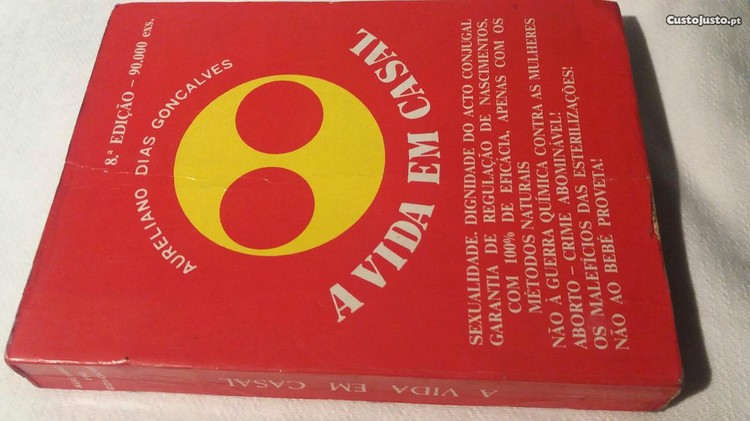 8.ª EDIÇÃO – 90.000 exs.
AURELIANO DIAS GONÇALVES
A VIDA EM CASAL
SEXUALIDADE. DIGNIDADE DO ACTO CONJUGAL
GARANTIA DE REGULAÇÃO DE NASCIMENTOS,
COM 100% DE EFICÁCIA, APENAS COM OS
MÉTODOS NATURAIS
NÃO À GUERRA QUÍMICA CONTRA AS MULHERES
ABORTO – CRIME ABOMINÁVEL!
OS MALEFÍCIOS DAS ESTERILIZAÇÕES!
NÃO AO BEBÉ PROVETA!
A VIDA EM CASAL
CustoJusto.pt